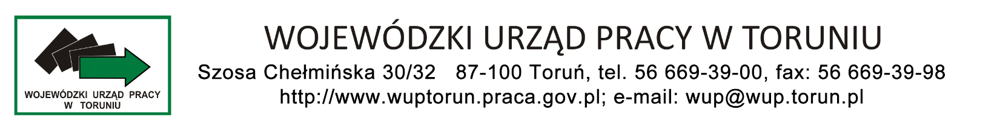 WOJEWÓDZKI URZĄD PRACY
W TORUNIU
WOJEWÓDZKI URZĄD PRACY W TORUNIU
Szosa Chełmińska 30/32 87-100 Toruń, tel. 56 669-39-00, fax: 56 669-39-98
http://www.wuptorun.praca.gov.pl; e-mail: wup@wup.torun.pl